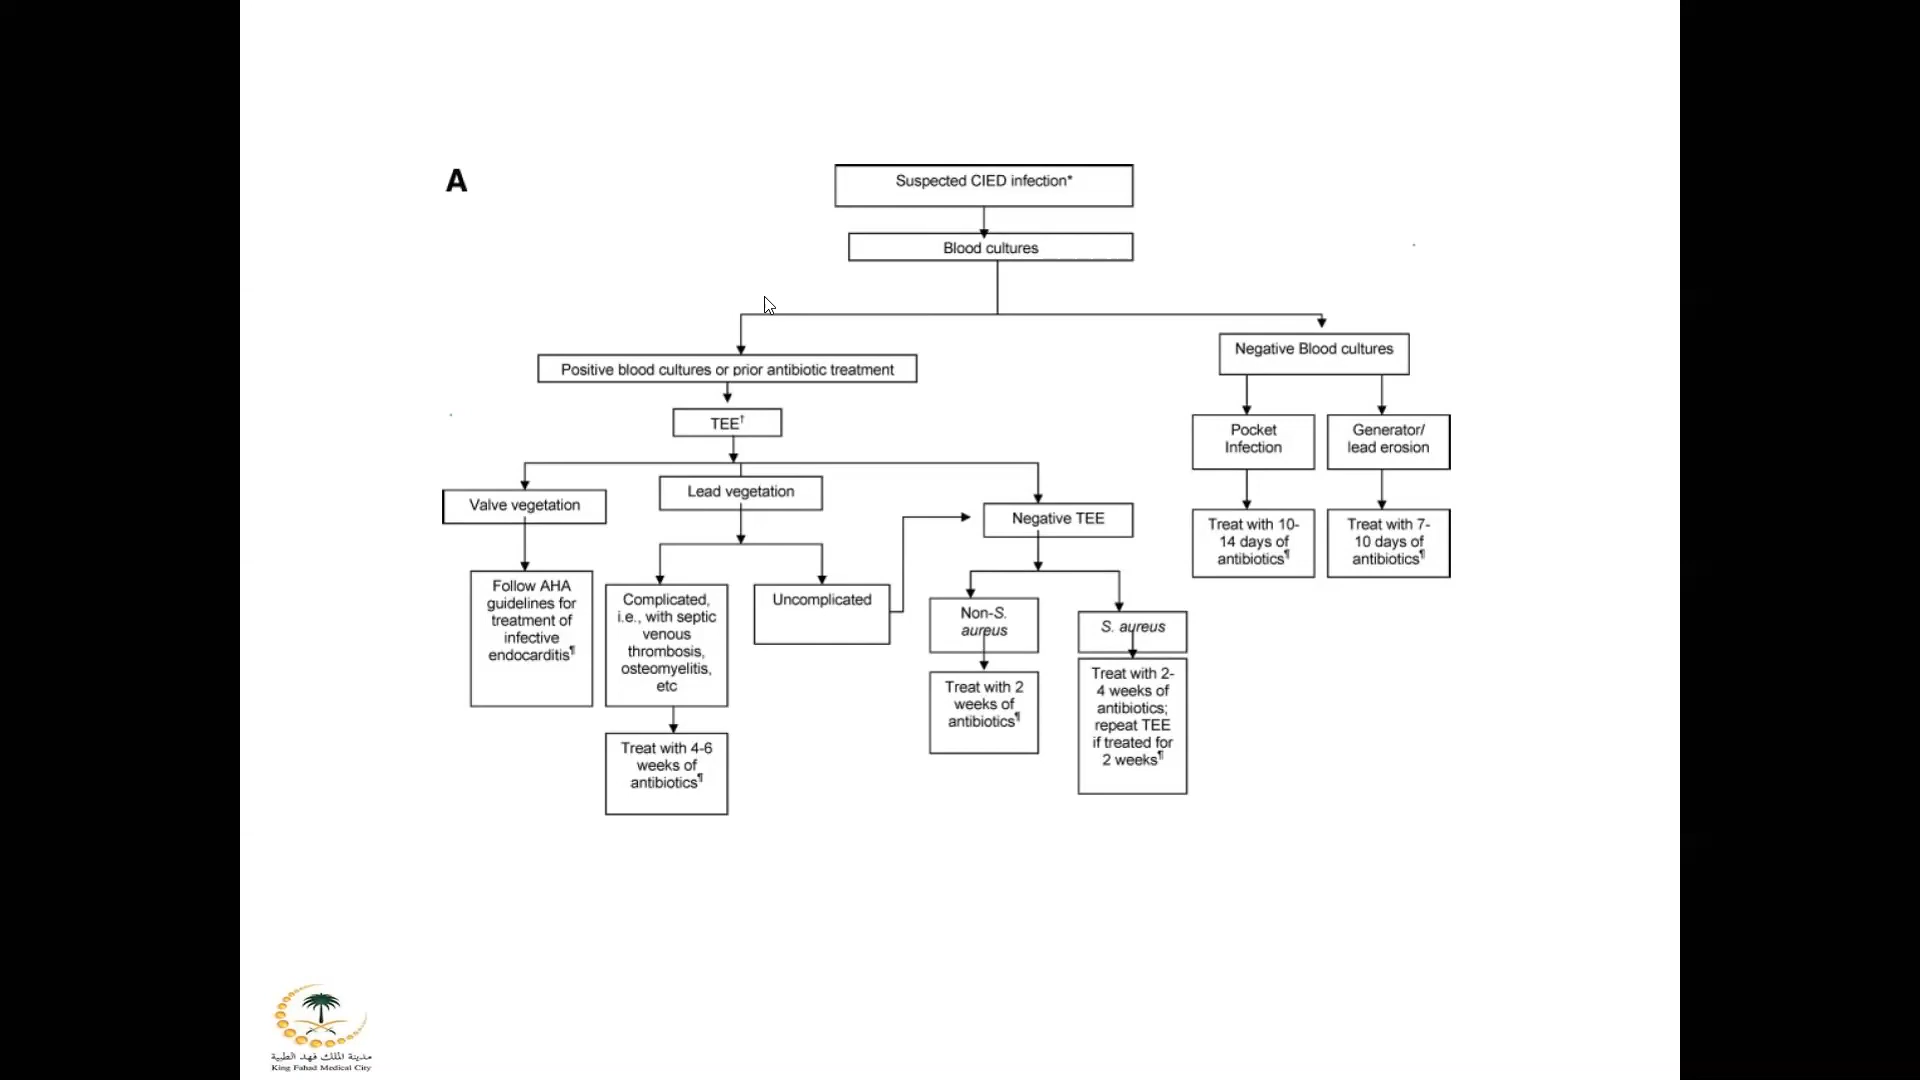 A
Suspected CIED infection*
Blood cultures
Positive blood cultures or prior antibiotic treatment
Negative Blood cultures
TEE†
Pocket
Infection
Generator/
lead erosion
Valve vegetation
Lead vegetation
Negative TEE
Treat with 10-
14 days of
antibiotics¶
Treat with 7-
10 days of
antibiotics¶
Follow AHA
guidelines for
treatment of
infective
endocarditis¶
Complicated,
i.e., with septic
venous
thrombosis,
osteomyelitis,
etc
Uncomplicated
Non-S.
aureus
S. aureus
Treat with 4-6
weeks of
antibiotics¶
Treat with 2
weeks of
antibiotics¶
Treat with 2-
4 weeks of
antibiotics;
repeat TEE
if treated for
2 weeks¶
مدينة الملك فهد الطبية
King Fahad Medical City